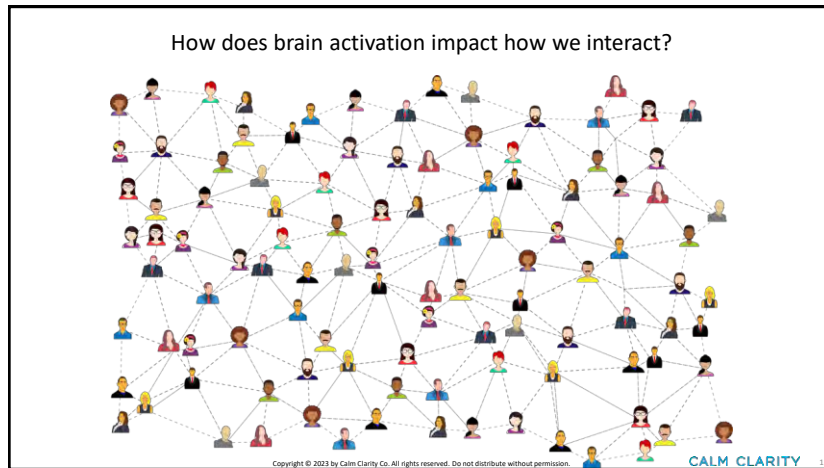 How does brain activation impact how we interact?
Copyright © 2023 by Calm Clarity Co. All rights reserved. Do not distribute without permission.
CALM CLARITY
1